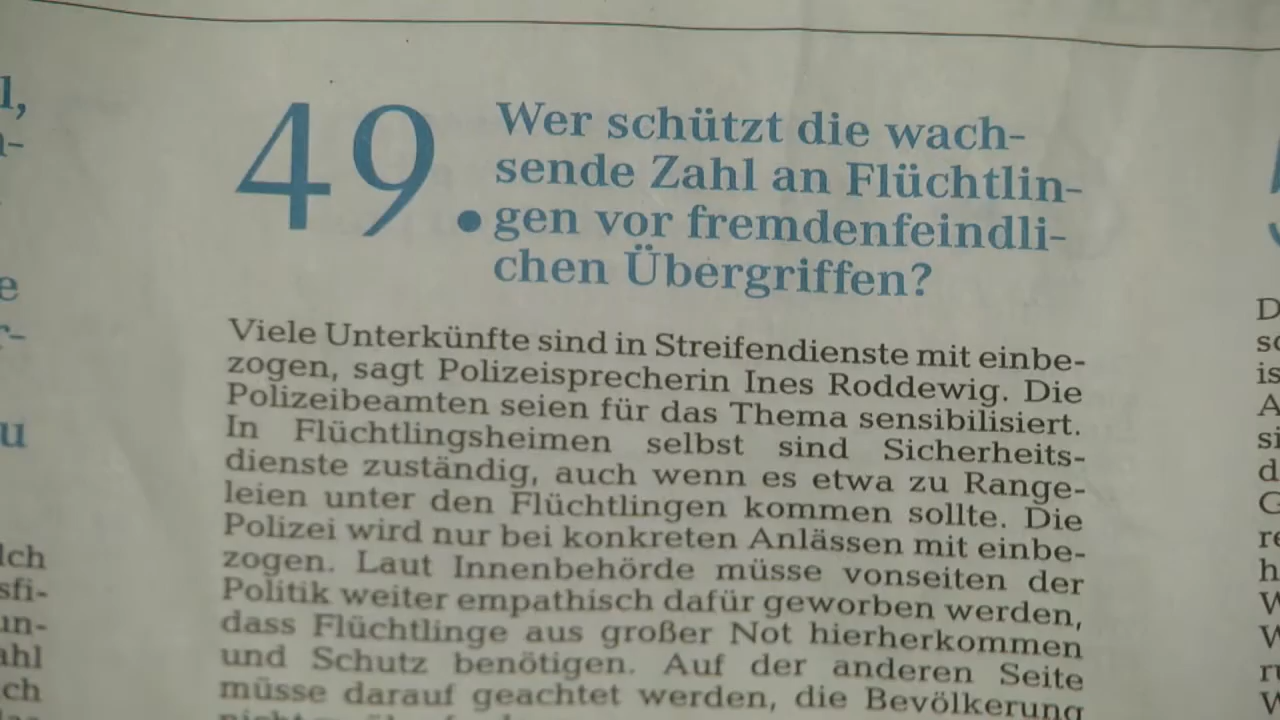 49.
Wer schützt die wach-
sende Zahl an Flüchtlin-
gen vor fremdenfeindli-
chen Übergriffen?
Viele Unterkünfte sind in Streifendienste mit einbe-
zogen, sagt Polizeisprecherin Ines Roddewig. Die
Polizeibeamten seien für das Thema sensibilisiert.
In Flüchtlingsheimen selbst sind Sicherheits-
dienste zuständig, auch wenn es etwa zu Range-
leien unter den Flüchtlingen kommen sollte. Die
Polizei wird nur bei konkreten Anlässen mit einbe-
zogen. Laut Innenbehörde müsse vonseiten der
Politik weiter empathisch dafür geworben werden,
dass Flüchtlinge aus großer Not hierherkommen
und Schutz benötigen. Auf der anderen Seite
müsse darauf geachtet werden, die Bevölkerung